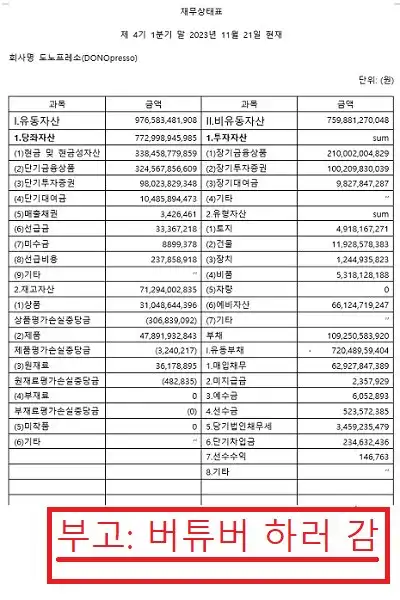 재무상태표
제 4기 1분기 말 2023년 11월 21일 현재
회사명 도노프레소(DONOpresso)
단위: (원)
과목 금액 과목 금액
I.유동자산 976,583,481,908 II.비유동자산 759,881,270,048
1.당좌자산 772,998,945,985 1.투자자산 sum
(1)현금 및 현금성자산 338,458,779,859 (1)장기금융상품 210,002,004,829
(2)단기금융상품 324,567,856,609 (2)장기투자증권 100,209,830,039
(3)단기투자증권 98,023,829,348 (3)장기대여금 9,827,847,287
(4)단기대여금 10,485,894,473 (4)기타 ~
(5)매출채권 3,426,461 2.유형자산 sum
(6)선급금 33,367,218 (1)토지 4,918,167,271
(7)미수금 8899,378 (2)건물 11,928,578,383
(8)선급비용 237,858,918 (3)장치 1,244,935,823
(9)기타 ~ (4)비품 5,318,128,188
2.재고자산 71,294,002,835 (5)차량 0
(1)상품 31,048,644,396 (6)예비자산 66,124,719,247
상품평가손실중당금 (306,839,092) (7)기타 ~
(2)제품 47,891,932,843 부채 109,250,583,920
제품평가손실중당금 (3,240,217) I.유동부채 - 720,489,59,404
(3)원재료 36,178,895 1.매입채무 62,927,847,389
원재료평가손실중당금 (482,835) 2.미지급금 2,357,929
(4)부재료 0 3.예수금 6,052,893
부재료평가손실중당금 (0) 4.선수금 523,572,385
(5)미작품 0 5.당기법인채무세 3,459,235,479
(6)기타 ~ 6.단기차입금 234,632,436
7.선수수익 146,763
8.기타 ~
부고: 버튜버 하러 감